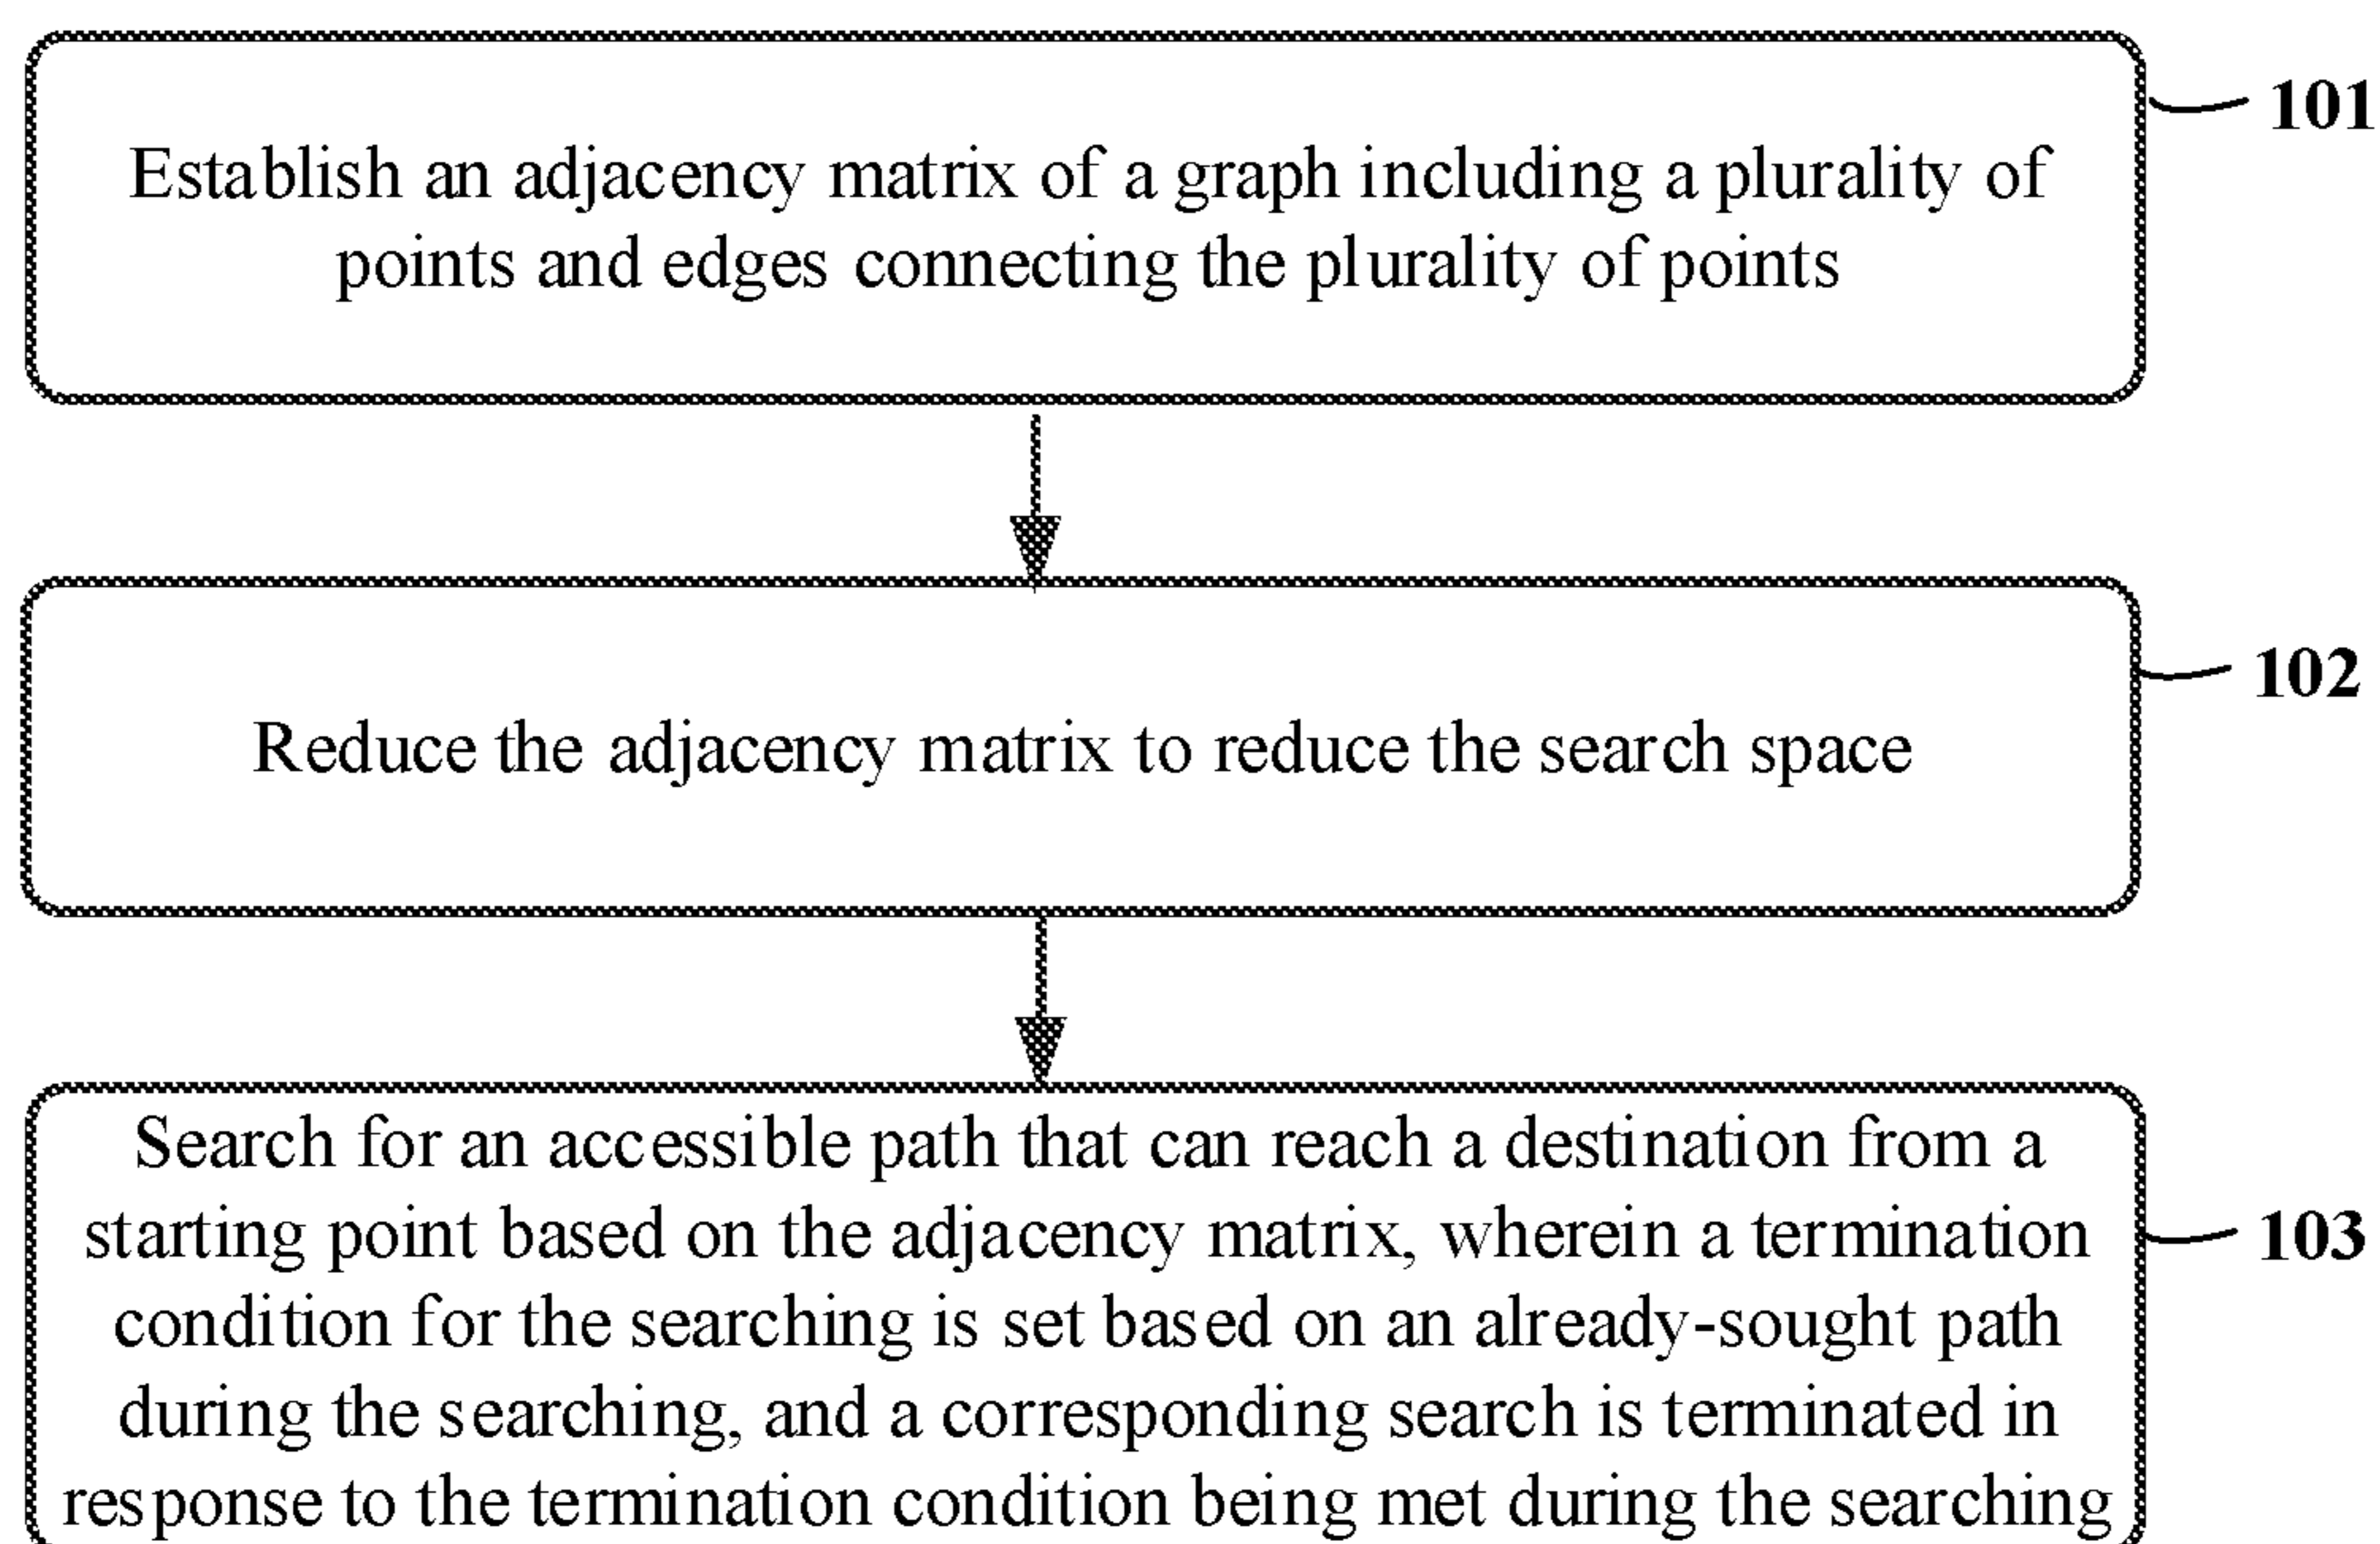 101
Establish an adjacency matrix of a graph including a plurality of
points and edges connecting the plurality of points
102
Reduce the adjacency matrix to reduce the search space
Search for an accessible path that can reach a destination from a
starting point based on the adjacency matrix, wherein a termination
103
condition for the searching is set based on an already-sought path
during the searching, and a corresponding search is terminated in
response to the termination condition being met during the searching